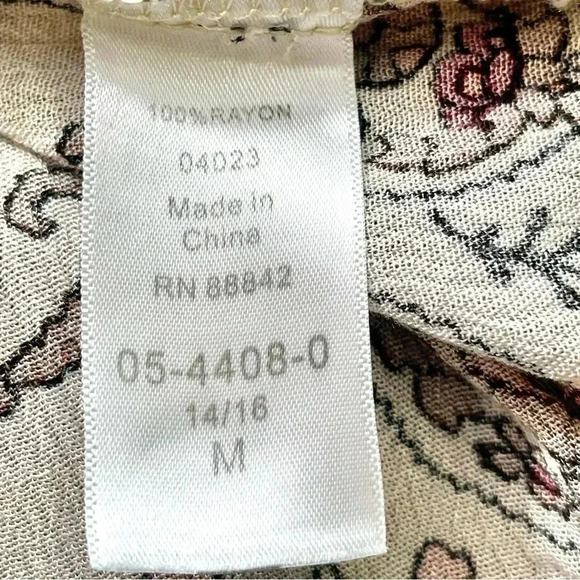 100% RAYON
04023
Made in
China
RN 88842
05-4408-0
14/16
M